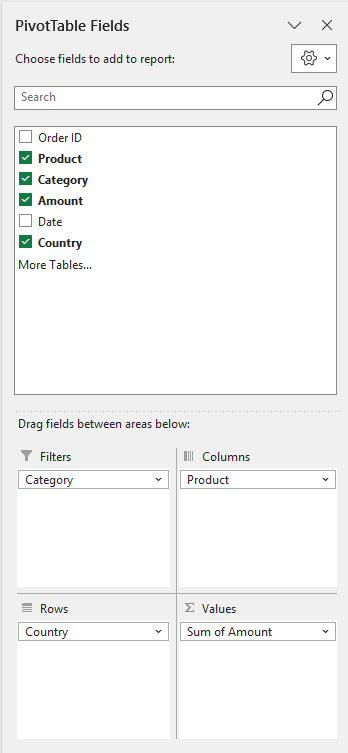 PivotTable Fields
Choose fields to add to report:
Search
Order ID
Product
Category
Amount
Date
Country
More Tables...
Drag fields between areas below:
Filters
Columns
Category
Product
Rows
Σ Values
Country
Sum of Amount